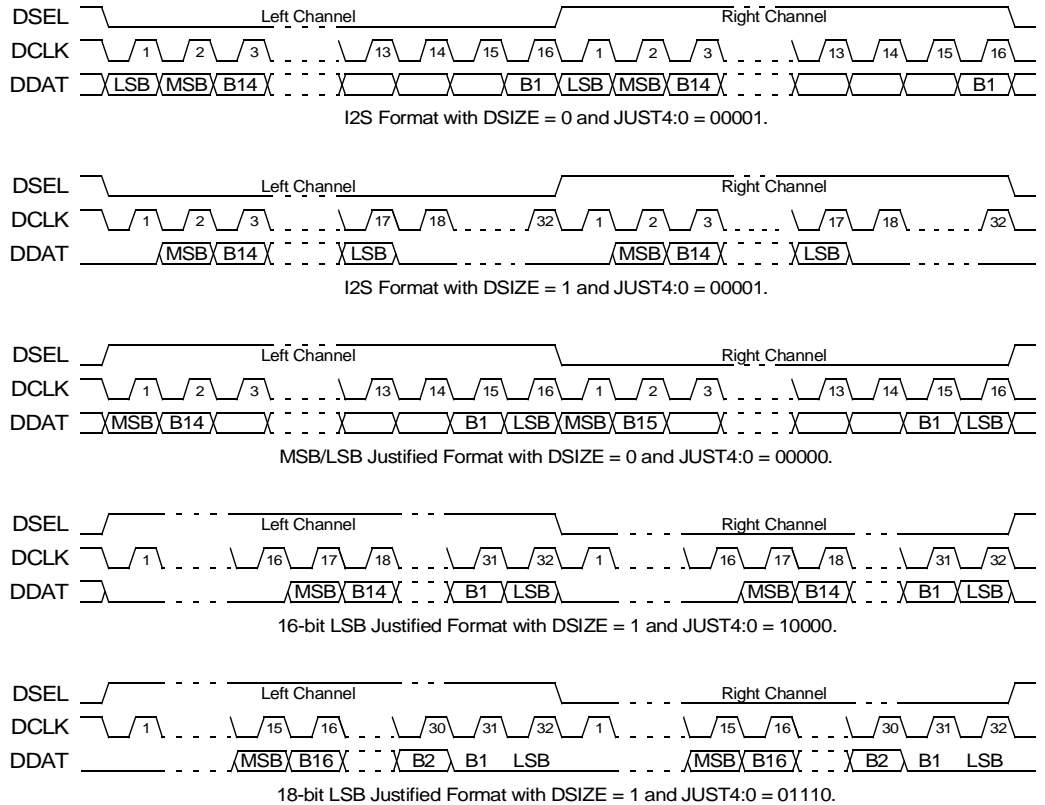 DSEL Left Channel Right Channel
DCLK 1 2 3 13 14 15 16 1 2 3 13 14 15 16
DDAT LSB MSB B14 B1 LSB MSB B14 B1
I2S Format with DSIZE = 0 and JUST4:0 = 00001.
DSEL Left Channel Right Channel
DCLK 1 2 3 17 18 32 1 2 3 17 18 32
DDAT MSB B14 LSB MSB B14 LSB
I2S Format with DSIZE = 1 and JUST4:0 = 00001.
DSEL Left Channel Right Channel
DCLK 1 2 3 13 14 15 16 1 2 3 13 14 15 16
DDAT MSB B14 B1 LSB MSB B15 B1 LSB
MSB/LSB Justified Format with DSIZE = 0 and JUST4:0 = 00000.
DSEL Left Channel Right Channel
DCLK 1 16 17 18 31 32 1 16 17 18 31 32
DDAT MSB B14 B1 LSB MSB B14 B1 LSB
16-bit LSB Justified Format with DSIZE = 1 and JUST4:0 = 10000.
DSEL Left Channel Right Channel
DCLK 1 15 16 30 31 32 1 15 16 30 31 32
DDAT MSB B16 B2 B1 LSB MSB B16 B2 B1 LSB
18-bit LSB Justified Format with DSIZE = 1 and JUST4:0 = 01110.